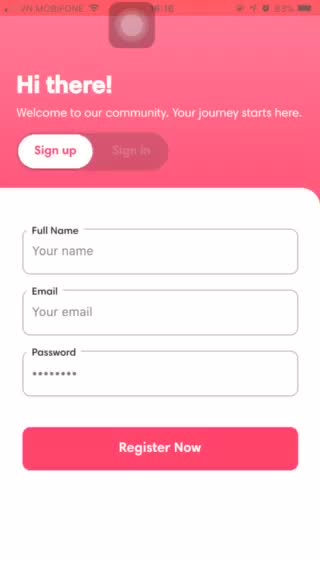 VN MOBIFONE 16:16 83%
Hi there!
Welcome to our community. Your journey starts here.
Sign up Sign in
Full Name
Your name
Email
Your email
Password
••••••••
Register Now